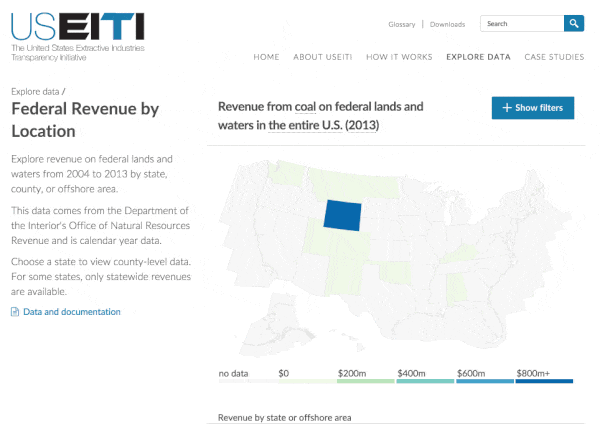 USEITI
The United States Extractive Industries
Transparency Initiative
Glossary | Downloads
Search
HOME ABOUT USEITI HOW IT WORKS EXPLORE DATA CASE STUDIES
Explore data /
Federal Revenue by
Location
Explore revenue on federal lands and
waters from 2004 to 2013 by state,
county, or offshore area.
This data comes from the Department of
the Interior's Office of Natural Resources
Revenue and is calendar year data.
Choose a state to view county-level data.
For some states, only statewide revenues
are available.
Data and documentation
Revenue from coal on federal lands and
waters in the entire U.S. (2013)
+ Show filters
no data $0 $200m $400m $600m $800m+
Revenue by state or offshore area